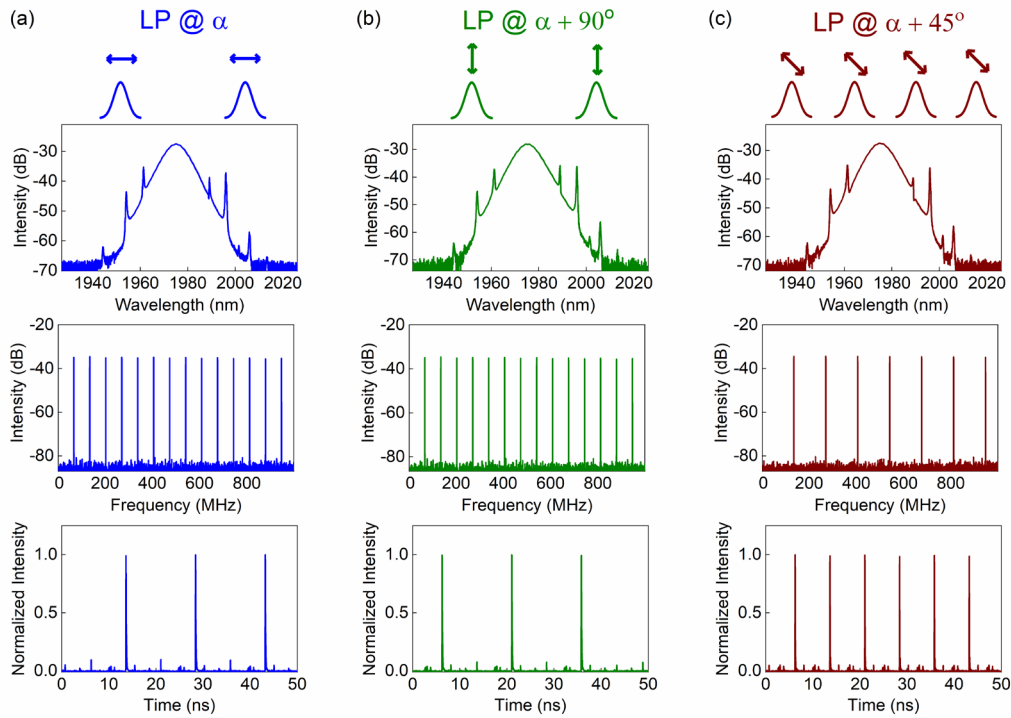 (a) LP @ α
(b) LP @ α + 90°
(c) LP @ α + 45°
Intensity (dB)
-30
-40
-50
-60
-70
1940 1960 1980 2000 2020
Wavelength (nm)
Intensity (dB)
-30
-40
-50
-60
-70
1940 1960 1980 2000 2020
Wavelength (nm)
Intensity (dB)
-30
-40
-50
-60
-70
1940 1960 1980 2000 2020
Wavelength (nm)
Intensity (dB)
-20
-40
-60
-80
0 200 400 600 800
Frequency (MHz)
Intensity (dB)
-20
-40
-60
-80
0 200 400 600 800
Frequency (MHz)
Intensity (dB)
-20
-40
-60
-80
0 200 400 600 800
Frequency (MHz)
Normalized Intensity
1.0
0.5
0.0
0 10 20 30 40 50
Time (ns)
Normalized Intensity
1.0
0.5
0.0
0 10 20 30 40 50
Time (ns)
Normalized Intensity
1.0
0.5
0.0
0 10 20 30 40 50
Time (ns)